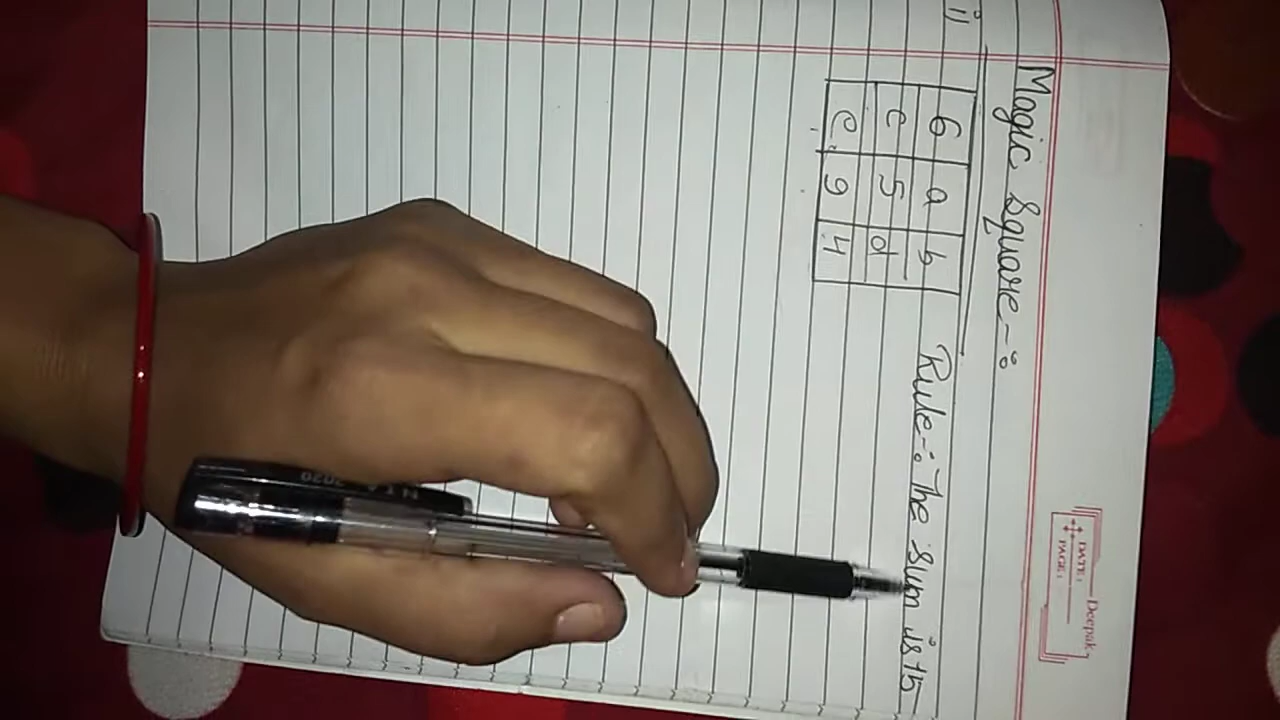 Deepak
DATE:
PAGE:
Magic Square-:
i)
6 a b
c 5 d
e 9 4
Rule-: The sum is 15